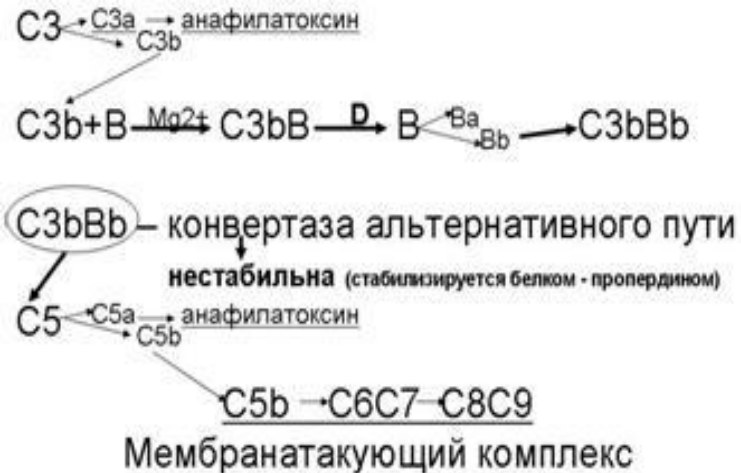 C3 C3a анафилатоксин
C3b
C3b+B Mg2+ C3bB D B Ba Bb C3bBb
C3bBb – конвертаза альтернативного пути
нестабильна (стабилизируется белком - пропердином)
C5 C5a анафилатоксин
C5b
C5b C6C7 C8C9
Мембранатакующий комплекс